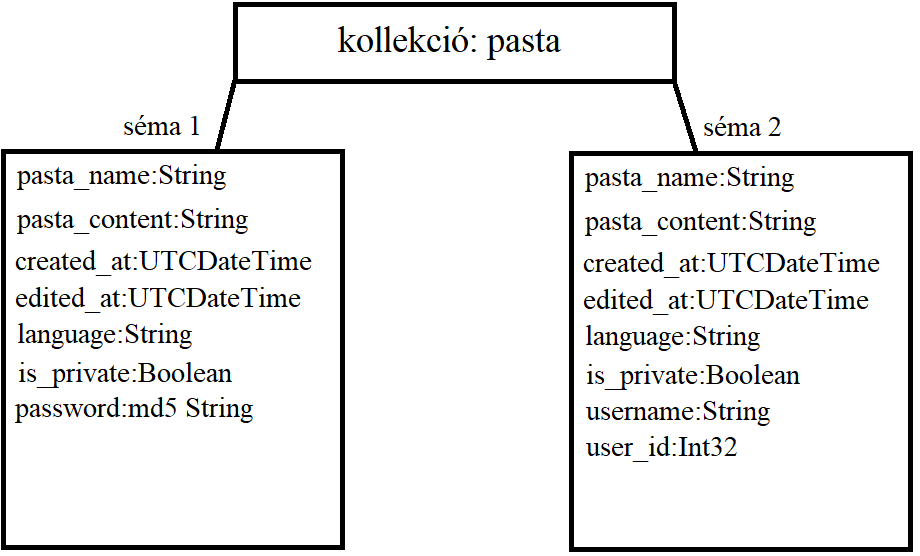 kollekció: pasta
séma 1
pasta_name:String
pasta_content:String
created_at:UTCDateTime
edited_at:UTCDateTime
language:String
is_private:Boolean
password:md5 String
séma 2
pasta_name:String
pasta_content:String
created_at:UTCDateTime
edited_at:UTCDateTime
language:String
is_private:Boolean
username:String
user_id:Int32